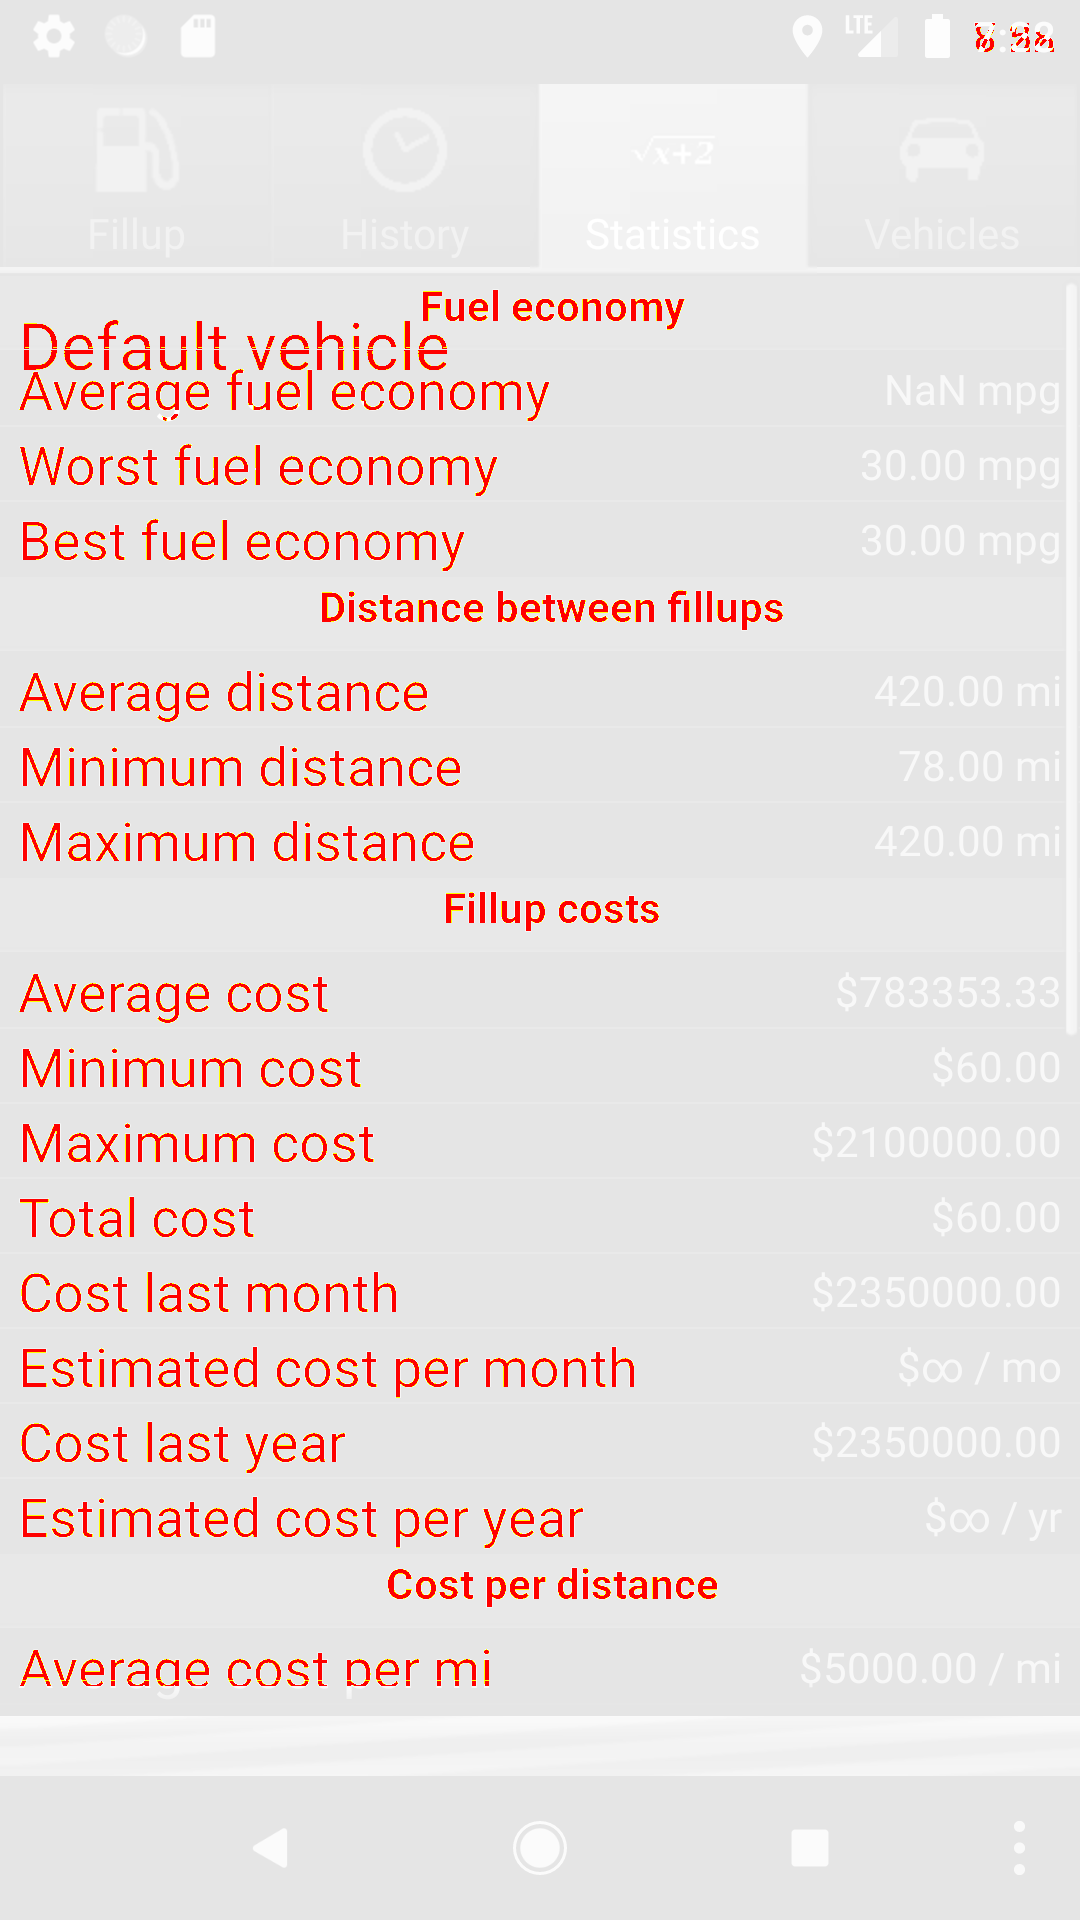 LTE
√x+2
Fillup History Statistics Vehicles
Fuel economy
Default vehicle
Average fuel economy NaN mpg
Worst fuel economy 30.00 mpg
Best fuel economy 30.00 mpg
Distance between fillups
Average distance 420.00 mi
Minimum distance 78.00 mi
Maximum distance 420.00 mi
Fillup costs
Average cost $783353.33
Minimum cost $60.00
Maximum cost $2100000.00
Total cost $60.00
Cost last month $2350000.00
Estimated cost per month $∞ / mo
Cost last year $2350000.00
Estimated cost per year $∞ / yr
Cost per distance
Average cost per mi $5000.00 / mi